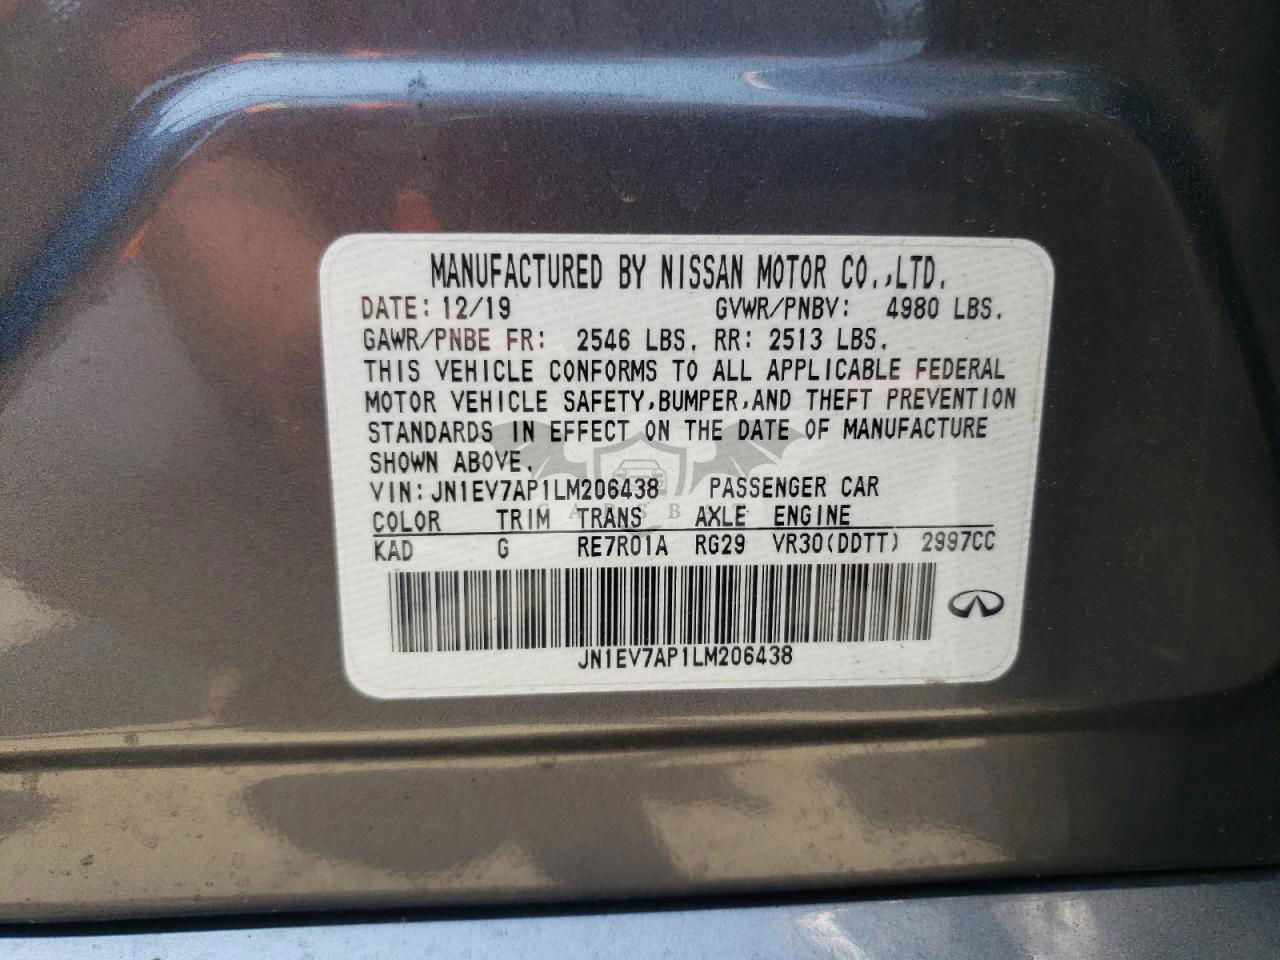 MANUFACTURED BY NISSAN MOTOR CO.,LTD.
DATE: 12/19 GVWR/PNBV: 4980 LBS.
GAWR/PNBE FR: 2546 LBS. RR: 2513 LBS.
THIS VEHICLE CONFORMS TO ALL APPLICABLE FEDERAL
MOTOR VEHICLE SAFETY,BUMPER,AND THEFT PREVENTION
STANDARDS IN EFFECT ON THE DATE OF MANUFACTURE
SHOWN ABOVE.
VIN: JN1EV7AP1LM206438 PASSENGER CAR
COLOR TRIM TRANS AXLE ENGINE
KAD G RE7R01A RG29 VR30(DDTT) 2997CC
JN1EV7AP1LM206438